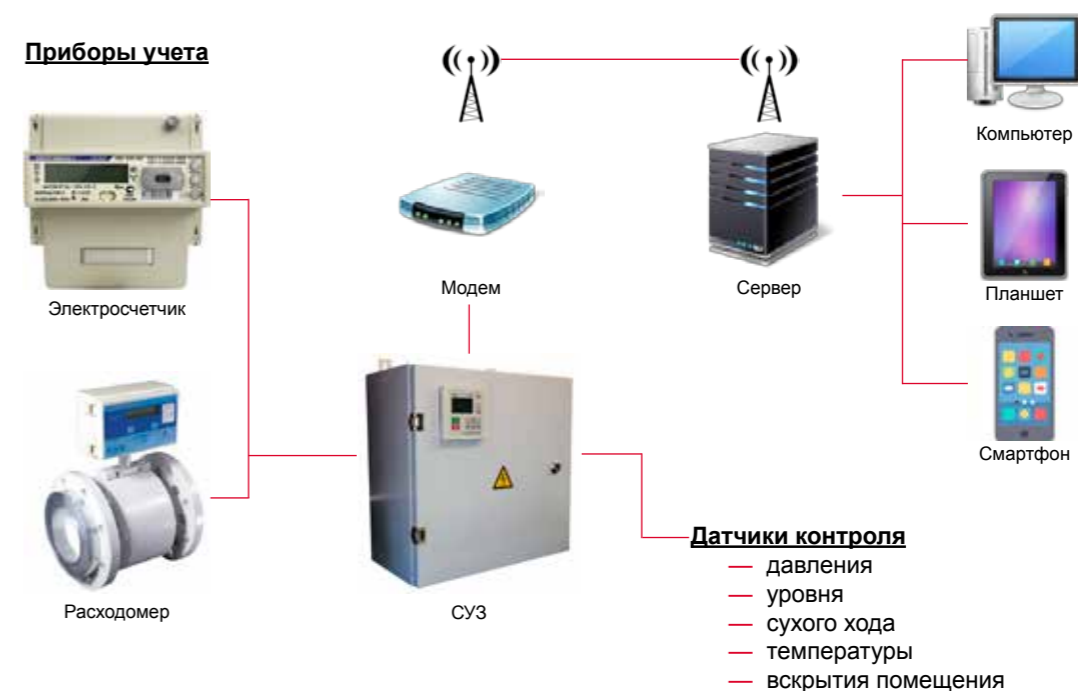 Приборы учета
Компьютер
Электросчетчик
Модем
Сервер
Планшет
Смартфон
Расходомер
СУЗ
Датчики контроля
— давления
— уровня
— сухого хода
— температуры
— вскрытия помещения